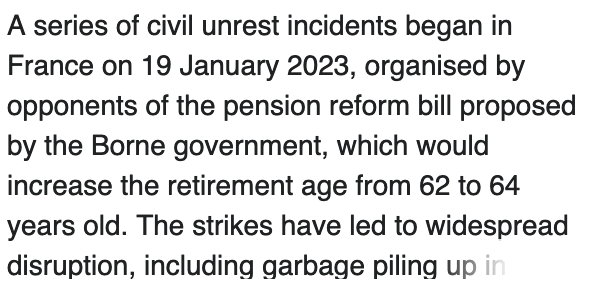 A series of civil unrest incidents began in
France on 19 January 2023, organised by
opponents of the pension reform bill proposed
by the Borne government, which would
increase the retirement age from 62 to 64
years old. The strikes have led to widespread
disruption, including garbage piling up in